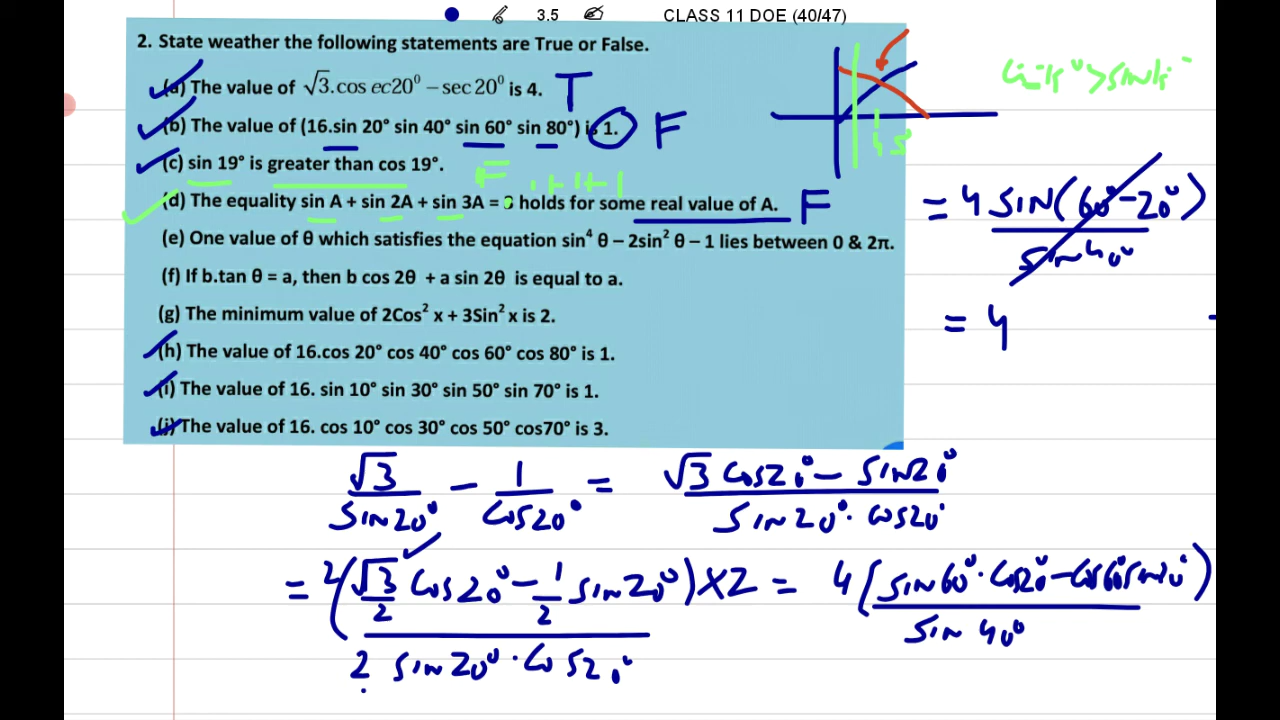 3.5 CLASS 11 DOE (40/47)
2. State weather the following statements are True or False.
(a) The value of √3.cos ec20⁰ − sec 20⁰ is 4. T
(b) The value of (16.sin 20° sin 40° sin 60° sin 80°) is 1. F
(c) sin 19° is greater than cos 19°. F
1+1+1
(d) The equality sin A + sin 2A + sin 3A = 3 holds for some real value of A. F
(e) One value of θ which satisfies the equation sin⁴ θ − 2sin² θ − 1 lies between 0 & 2π.
(f) If b.tan θ = a, then b cos 2θ + a sin 2θ is equal to a.
(g) The minimum value of 2Cos² x + 3Sin² x is 2.
(h) The value of 16.cos 20° cos 40° cos 60° cos 80° is 1.
(i) The value of 16. sin 10° sin 30° sin 50° sin 70° is 1.
(j) The value of 16. cos 10° cos 30° cos 50° cos70° is 3.
45
= 4 sin(60°−20°) / sin40°
= 4
√3 / sin20° − 1 / cos20° = √3 cos20° − sin20° / sin20°·cos20°
= 2(√3/2 cos20° − 1/2 sin20°) X2 / 2 sin20°·cos20° = 4(sin60°·cos20° − cos60°sin20°) / sin 40°